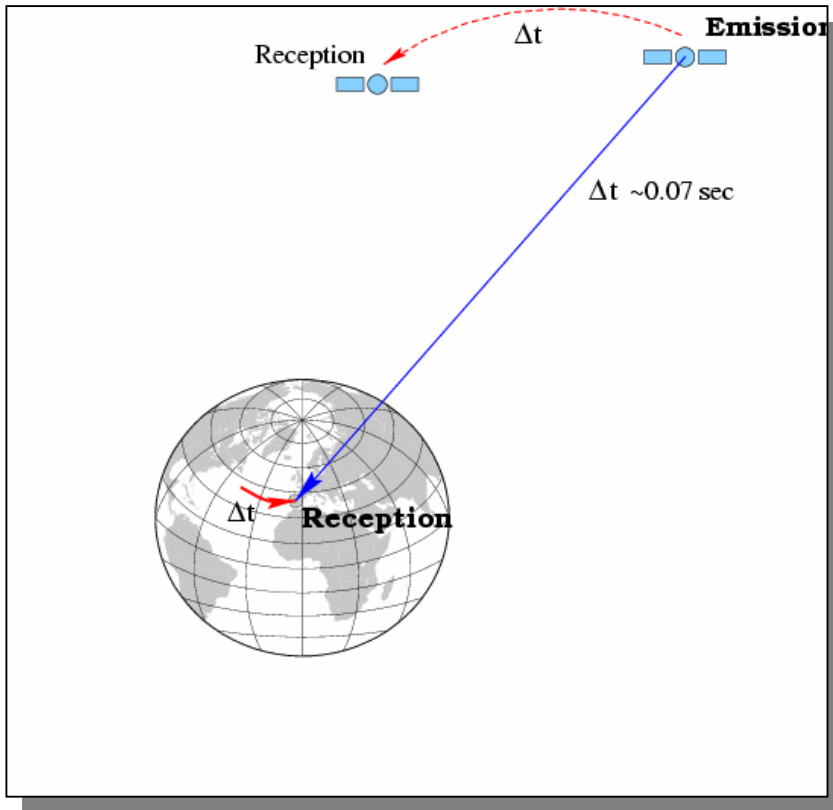 Emission
Δt
Reception
Δt ~0.07 sec
Δt
Reception